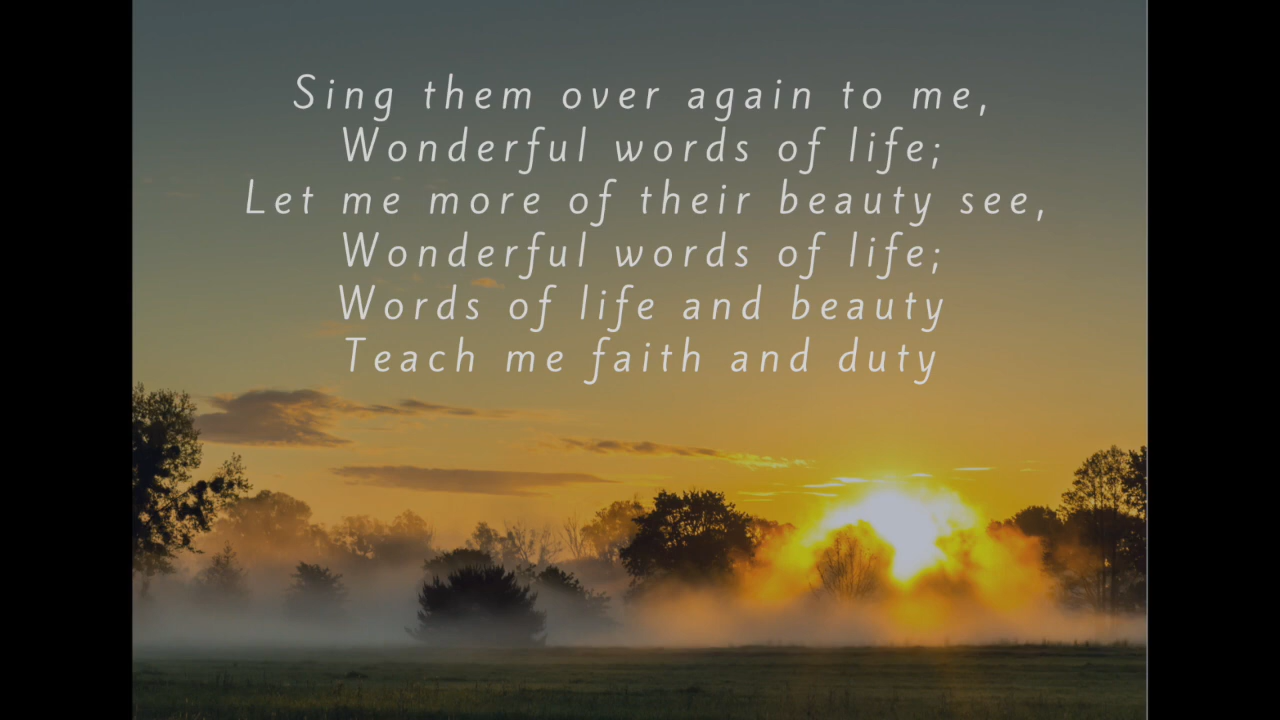 Sing them over again to me,
Wonderful words of life;
Let me more of their beauty see,
Wonderful words of life;
Words of life and beauty
Teach me faith and duty